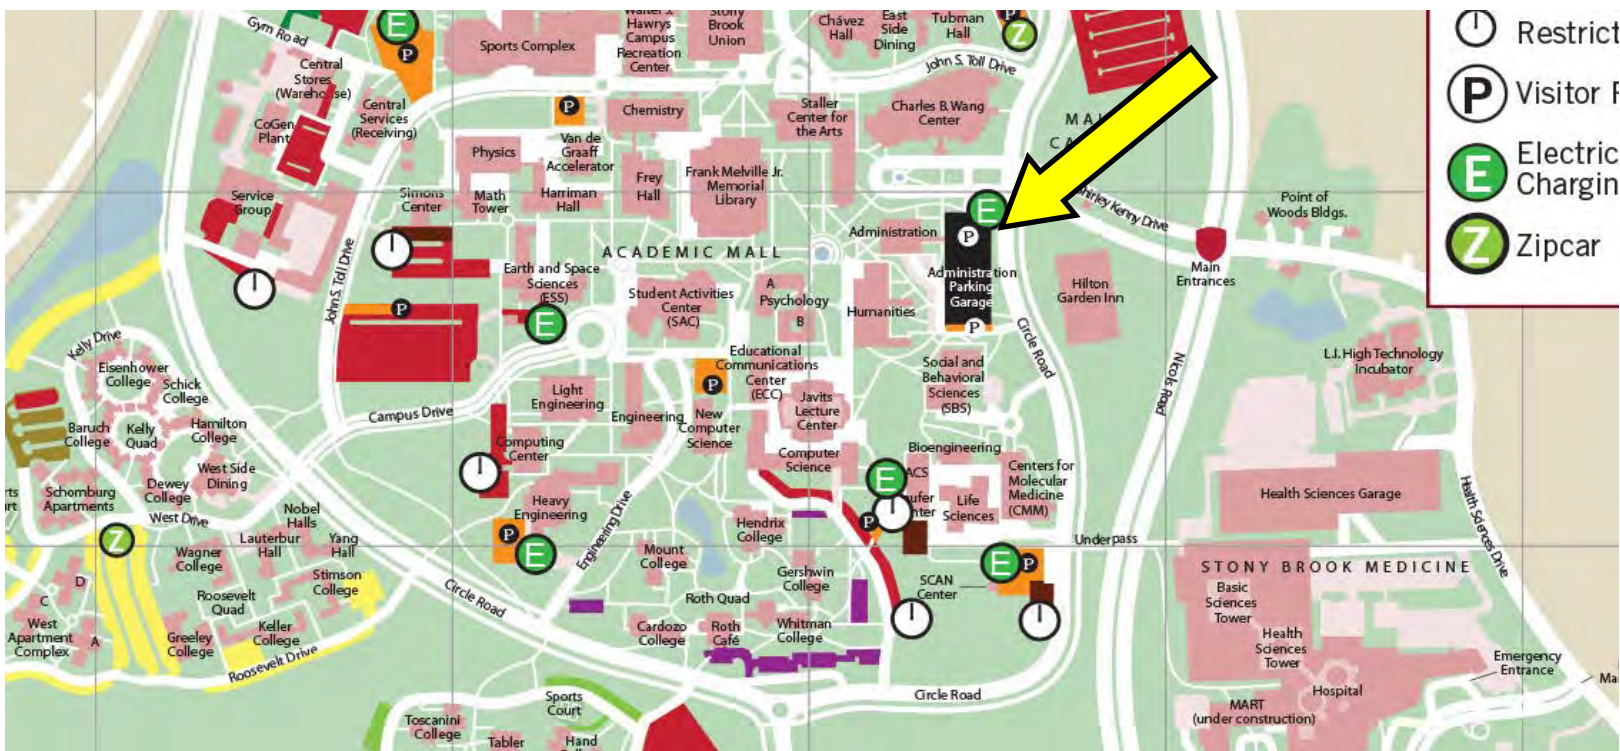 Gym Road
Sports Complex
Walter J.
Hawrys
Campus
Recreation
Center
Stony
Brook
Union
Chávez
Hall
East
Side
Dining
Tubman
Hall
P
Z
E
P
John S. Toll Drive
Restrict
P
Visitor P
E
Electric
Chargin
Z
Zipcar
Central
Stores
(Warehouse)
Central
Services
(Receiving)
CoGen
Plant
P
Chemistry
Staller
Center for
the Arts
Charles B. Wang
Center
Physics
Van de
Graaff
Accelerator
Frey
Hall
Frank Melville Jr.
Memorial
Library
Service
Group
Simons
Center
Math
Tower
Harriman
Hall
Point of
Woods Bldgs.
E
P
Administration
Administration
Parking
Garage
P
ACADEMIC MALL
Main
Entrances
John S. Toll Drive
Earth and Space
Sciences
(ESS)
E
P
Student Activities
Center
(SAC)
A
Psychology
B
Humanities
Hilton
Garden Inn
Circle Road
Nicolls Road
Kelly Drive
Eisenhower
College
Schick
College
Baruch
College
Kelly
Quad
Hamilton
College
West Side
Dining
Dewey
College
Schomburg
Apartments
West Drive
Campus Drive
Light
Engineering
Engineering
P
New
Computer
Science
Educational
Communications
Center
(ECC)
Javits
Lecture
Center
Social and
Behavioral
Sciences
(SBS)
L.I. High Technology
Incubator
Computing
Center
Computer
Science
Bioengineering
E
Life
Sciences
Centers for
Molecular
Medicine
(CMM)
Health Sciences Garage
Health Sciences Drive
Heavy
Engineering
P
E
Engineering Drive
Hendrix
College
P
Underpass
Z
Nobel
Halls
Lauterbur
Hall
Yang
Hall
Wagner
College
Stimson
College
Roosevelt
Quad
Keller
College
Greeley
College
Roosevelt Drive
D
C
West
Apartment
Complex
A
Circle Road
Mount
College
Gershwin
College
Roth Quad
Cardozo
College
Roth
Café
Whitman
College
SCAN
Center
E
P
STONY BROOK MEDICINE
Basic
Sciences
Tower
Health
Sciences
Tower
Hospital
MART
(under construction)
Emergency
Entrance
Circle Road
Sports
Court
Toscanini
College
Tabler
Hand